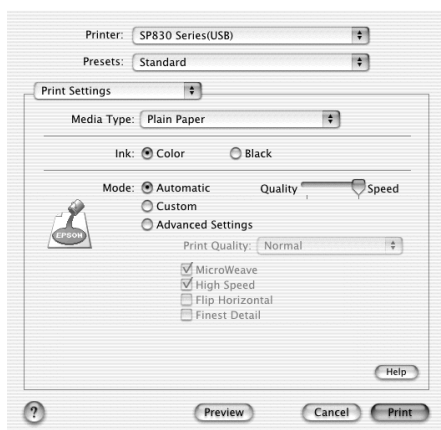 Printer: SP830 Series(USB)
Presets: Standard
Print Settings
Media Type: Plain Paper
Ink: Color Black
Mode: Automatic Quality Speed
Custom
EPSON Advanced Settings
Print Quality: Normal
MicroWeave
High Speed
Flip Horizontal
Finest Detail
Help
? Preview Cancel Print